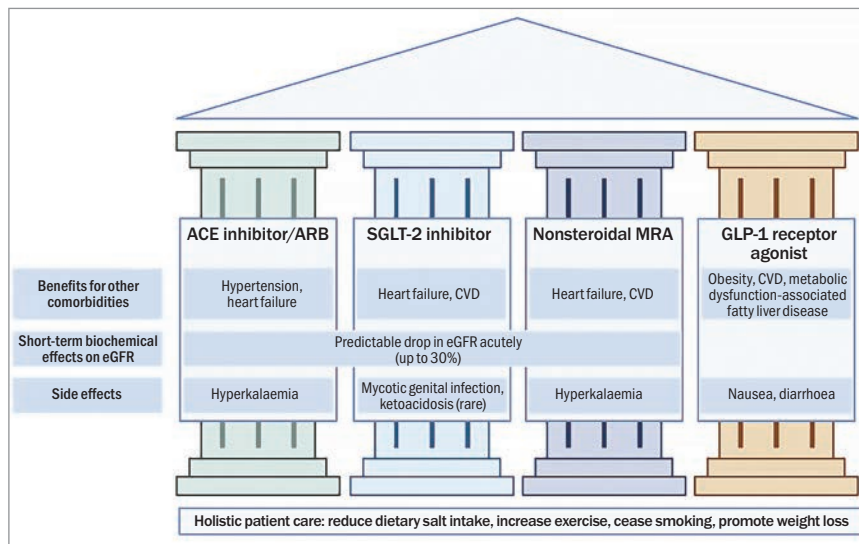 ACE inhibitor/ARB
SGLT-2 inhibitor
Nonsteroidal MRA
GLP-1 receptor
agonist
Benefits for other
comorbidities
Hypertension,
heart failure
Heart failure, CVD
Heart failure, CVD
Obesity, CVD, metabolic
dysfunction-associated
fatty liver disease
Short-term biochemical
effects on eGFR
Predictable drop in eGFR acutely
(up to 30%)
Side effects
Hyperkalaemia
Mycotic genital infection,
ketoacidosis (rare)
Hyperkalaemia
Nausea, diarrhoea
Holistic patient care: reduce dietary salt intake, increase exercise, cease smoking, promote weight loss